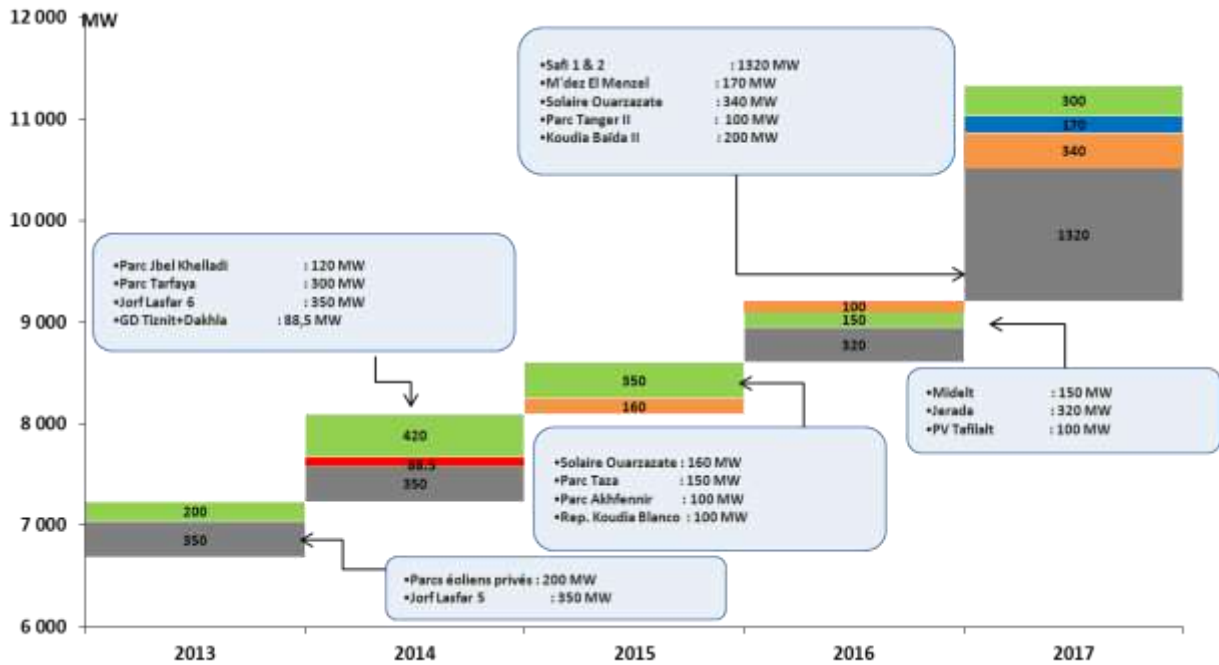 12 000
MW
•Safi 1 & 2 : 1320 MW
•M'dez El Menzel : 170 MW
•Solaire Ouarzazate : 340 MW
•Parc Tanger II : 100 MW
•Koudia Baïda II : 200 MW
300
11 000
170
340
10 000
1320
•Parc Jbel Khelladi : 120 MW
•Parc Tarfaya : 300 MW
•Jorf Lasfar 6 : 350 MW
•GD Tiznit+Dakhla : 88,5 MW
9 000
100
150
320
350
160
•Midelt : 150 MW
•Jerada : 320 MW
•PV Tafilalt : 100 MW
8 000
420
88.5
350
•Solaire Ouarzazate : 160 MW
•Parc Taza : 150 MW
•Parc Akhfennir : 100 MW
•Rep. Koudia Blanco : 100 MW
7 000
200
350
•Parcs éoliens privés : 200 MW
•Jorf Lasfar 5 : 350 MW
6 000
2013 2014 2015 2016 2017